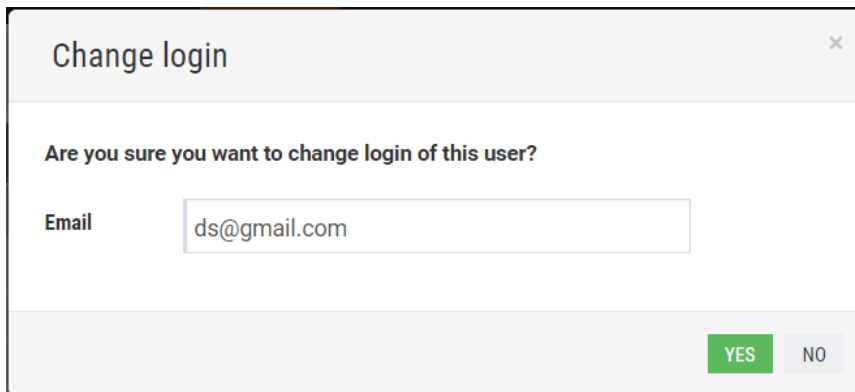 Change login
×
Are you sure you want to change login of this user?
Email ds@gmail.com
YES NO